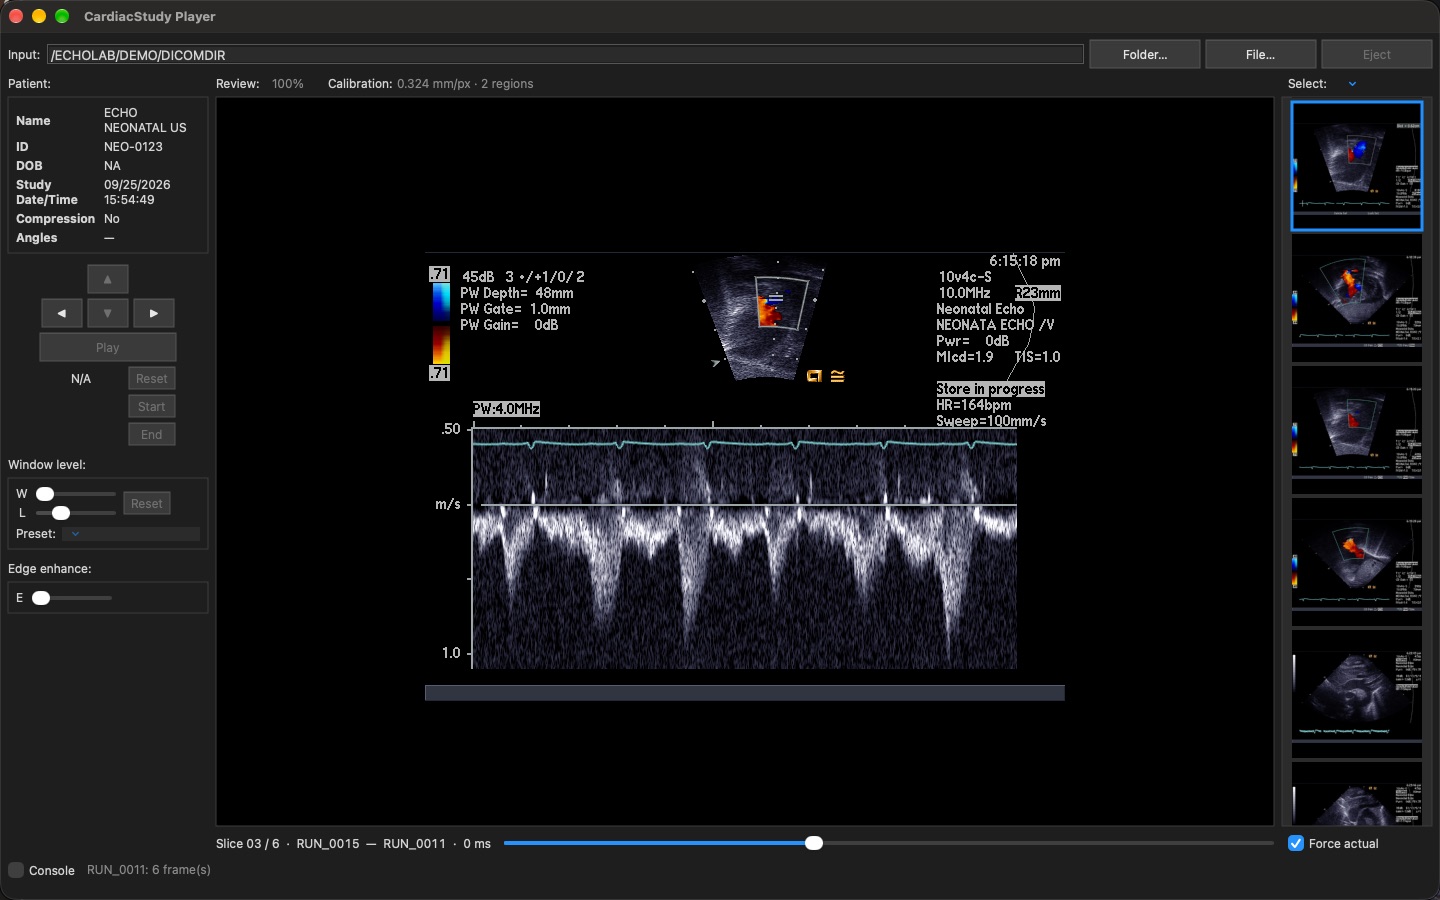 CardiacStudy Player
Input: /ECHOLAB/DEMO/DICOMDIR Folder... File... Eject
Patient: Review: 100% Calibration: 0.324 mm/px · 2 regions Select:
Name ECHO NEONATAL US
ID NEO-0123
DOB NA
Study Date/Time 09/25/2026 15:54:49
Compression No
Angles —
Play
N/A Reset
Start
End
Window level:
W Reset
L
Preset:
Edge enhance:
E
6:15:18 pm
.71 45dB 3 •/+1/0/2 10v4c-S
PW Depth= 48mm 10.0MHz R23mm
PW Gate= 1.0mm Neonatal Echo
PW Gain= 0dB NEONATA ECHO /V
Pwr= 0dB
MIcd=1.9 TIS=1.0
.71
Store in progress
PW:4.0MHz HR=164bpm
.50 Sweep=100mm/s
m/s
1.0
Slice 03 / 6 · RUN_0015 — RUN_0011 · 0 ms Force actual
Console RUN_0011: 6 frame(s)